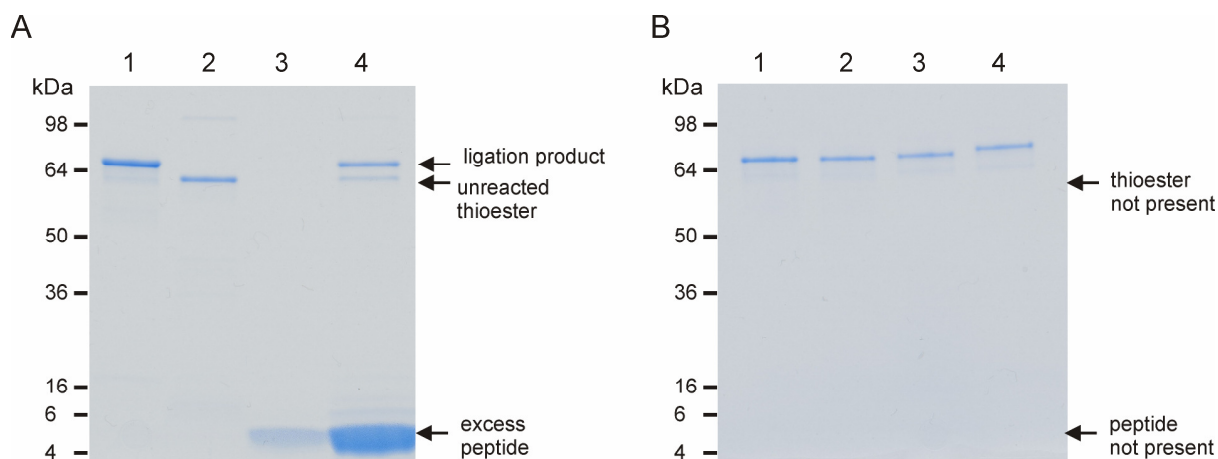 A
1 2 3 4
kDa
98
64
50
36
16
6
4
ligation product
unreacted
thioester
excess
peptide
B
1 2 3 4
kDa
98
64
50
36
16
6
4
thioester
not present
peptide
not present